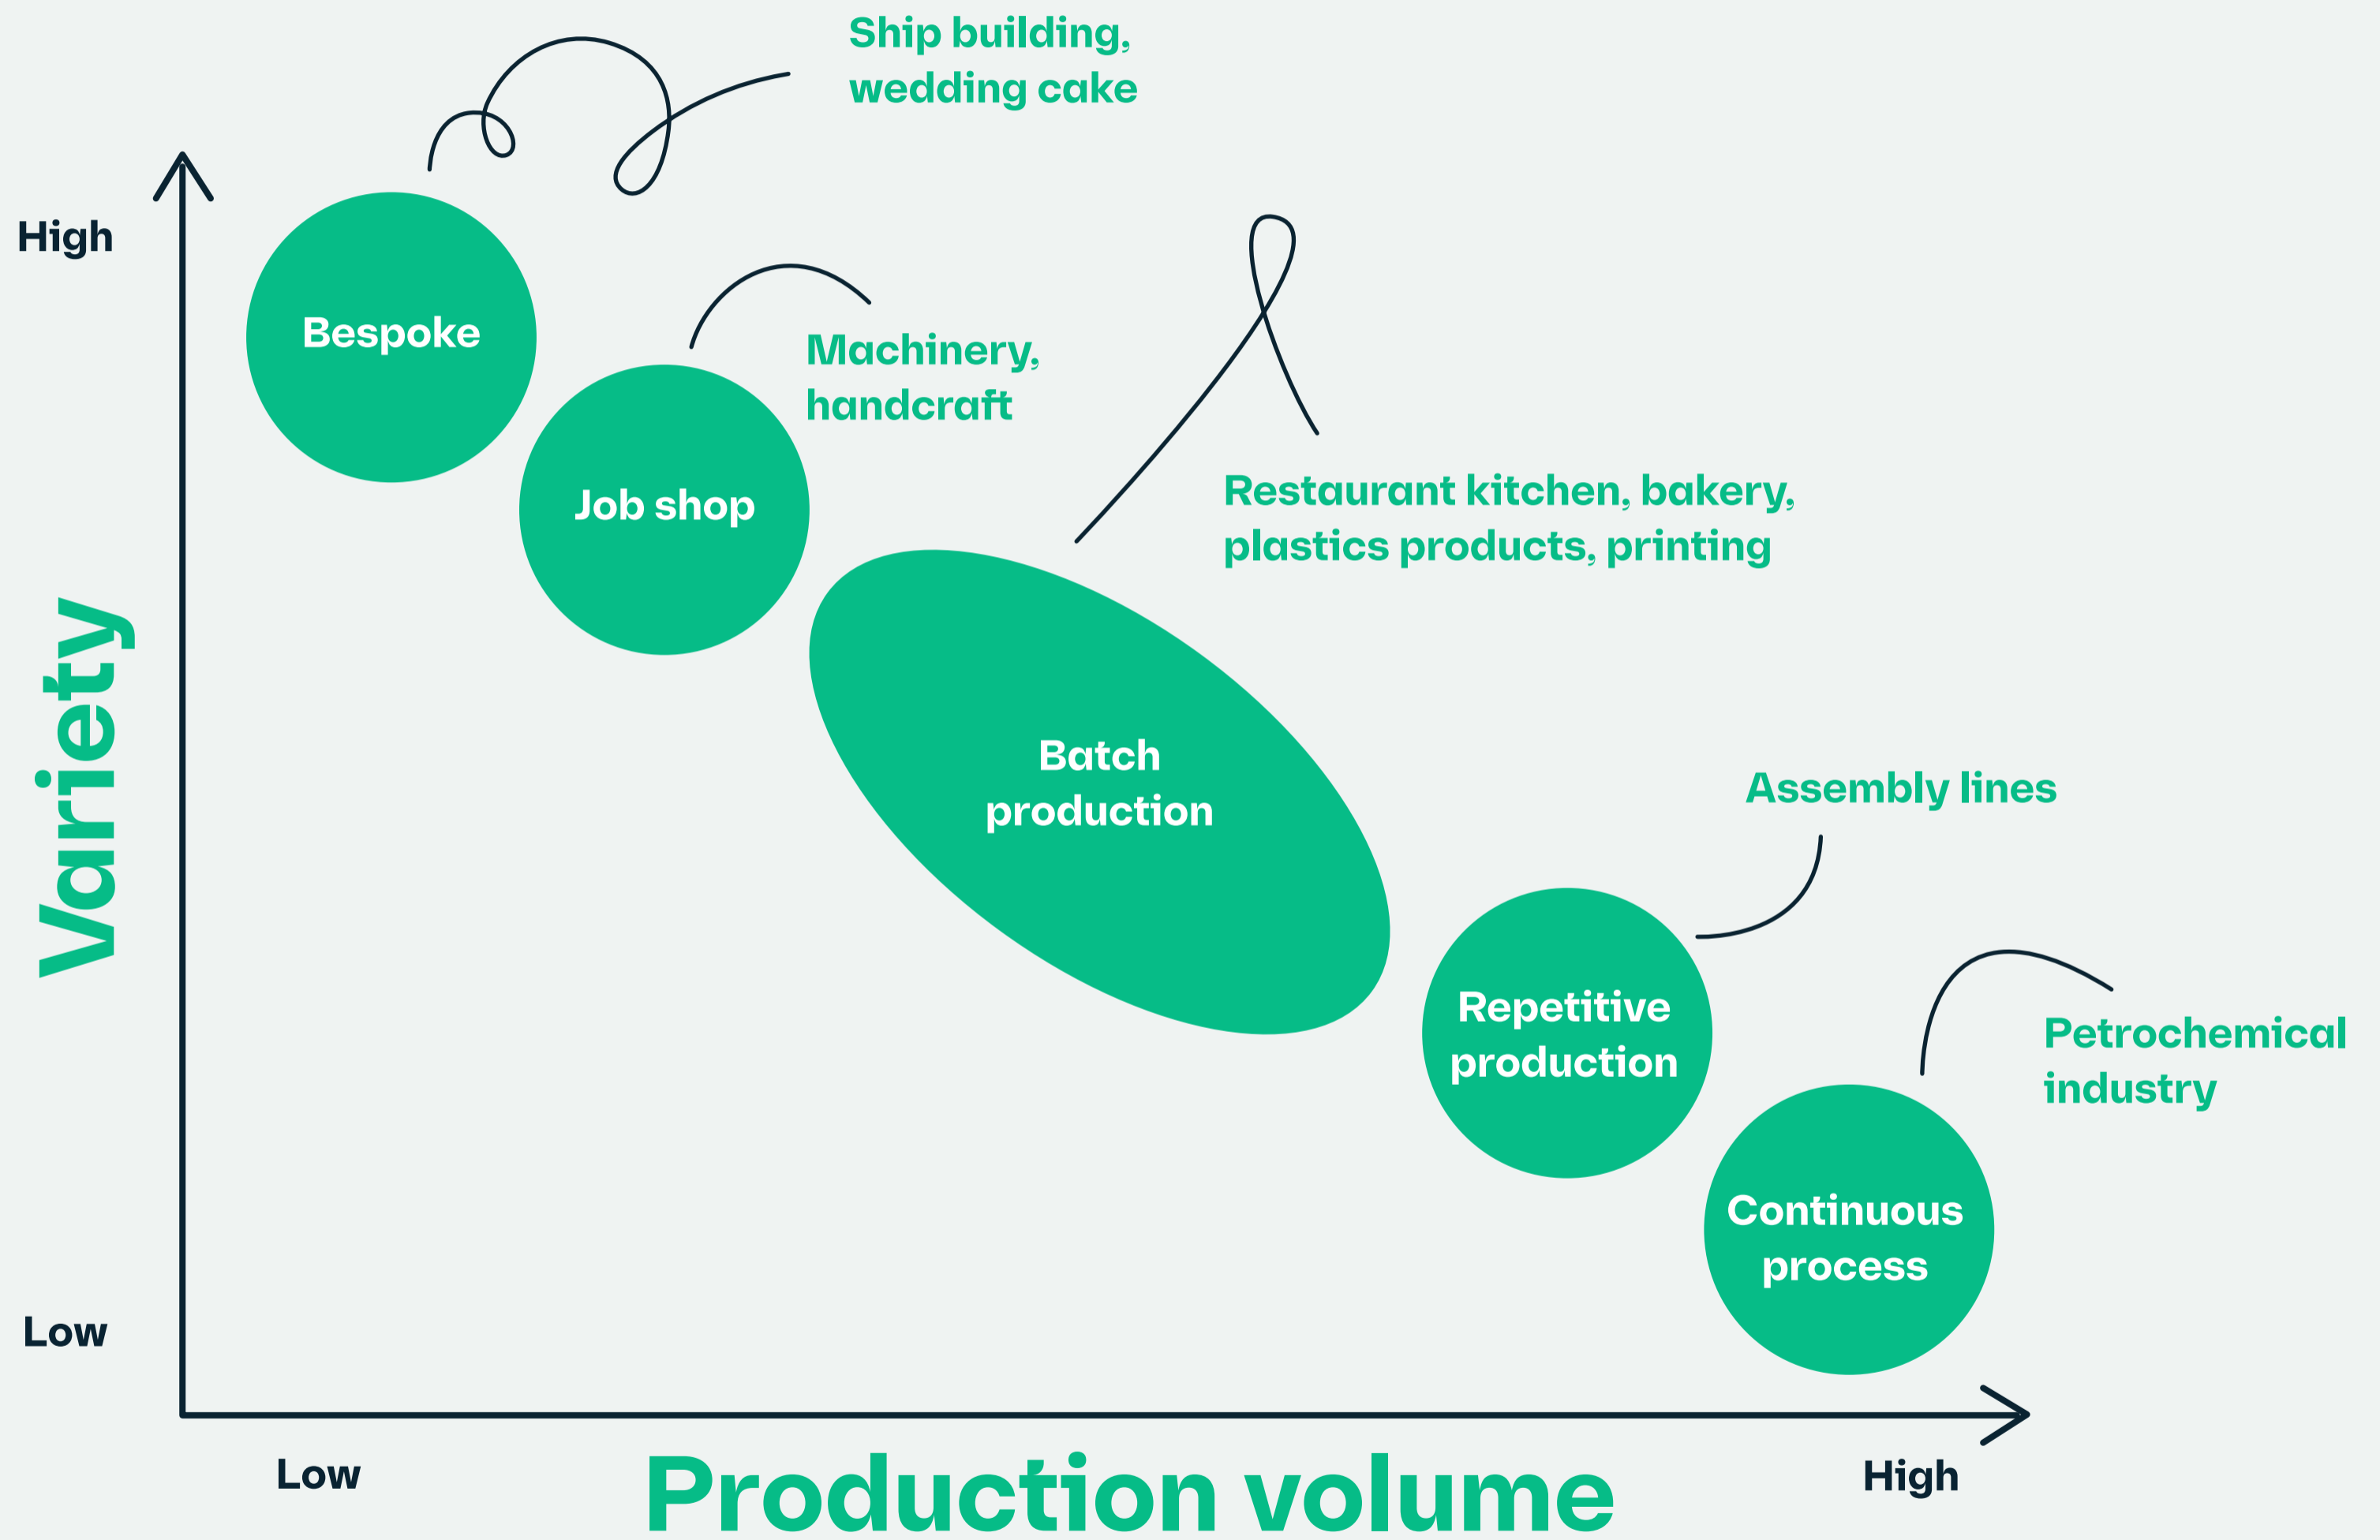 Ship building,
wedding cake
High
Bespoke
Machinery,
handcraft
Job shop
Restaurant kitchen, bakery,
plastics products, printing
Variety
Batch
production
Assembly lines
Repetitive
production
Petrochemical
industry
Continuous
process
Low
Low
High
Production volume